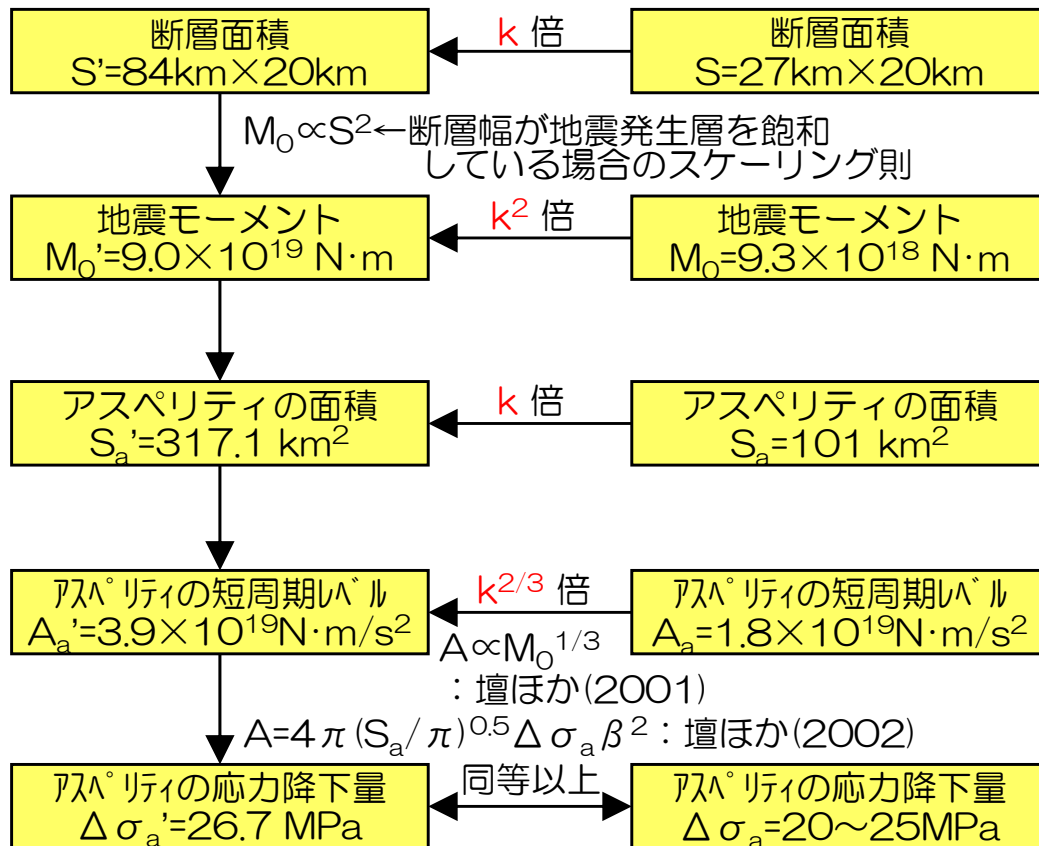 断層面積
S'=84km×20km
k 倍
断層面積
S=27km×20km
M₀∝S²←断層幅が地震発生層を飽和
している場合のスケーリング則
地震モーメント
M₀'=9.0×10¹⁹ N·m
k² 倍
地震モーメント
M₀=9.3×10¹⁸ N·m
アスペリティの面積
Sₐ'=317.1 km²
k 倍
アスペリティの面積
Sₐ=101 km²
ｱｽﾍﾟﾘﾃｨの短周期ﾚﾍﾞﾙ
Aₐ'=3.9×10¹⁹N·m/s²
k²/³ 倍
ｱｽﾍﾟﾘﾃｨの短周期ﾚﾍﾞﾙ
Aₐ=1.8×10¹⁹N·m/s²
A∝M₀¹/³
：壇ほか(2001)
A=4π(Sₐ/π)⁰·⁵Δσₐβ²：壇ほか(2002)
ｱｽﾍﾟﾘﾃｨの応力降下量
Δσₐ'=26.7 MPa
同等以上
ｱｽﾍﾟﾘﾃｨの応力降下量
Δσₐ=20～25MPa